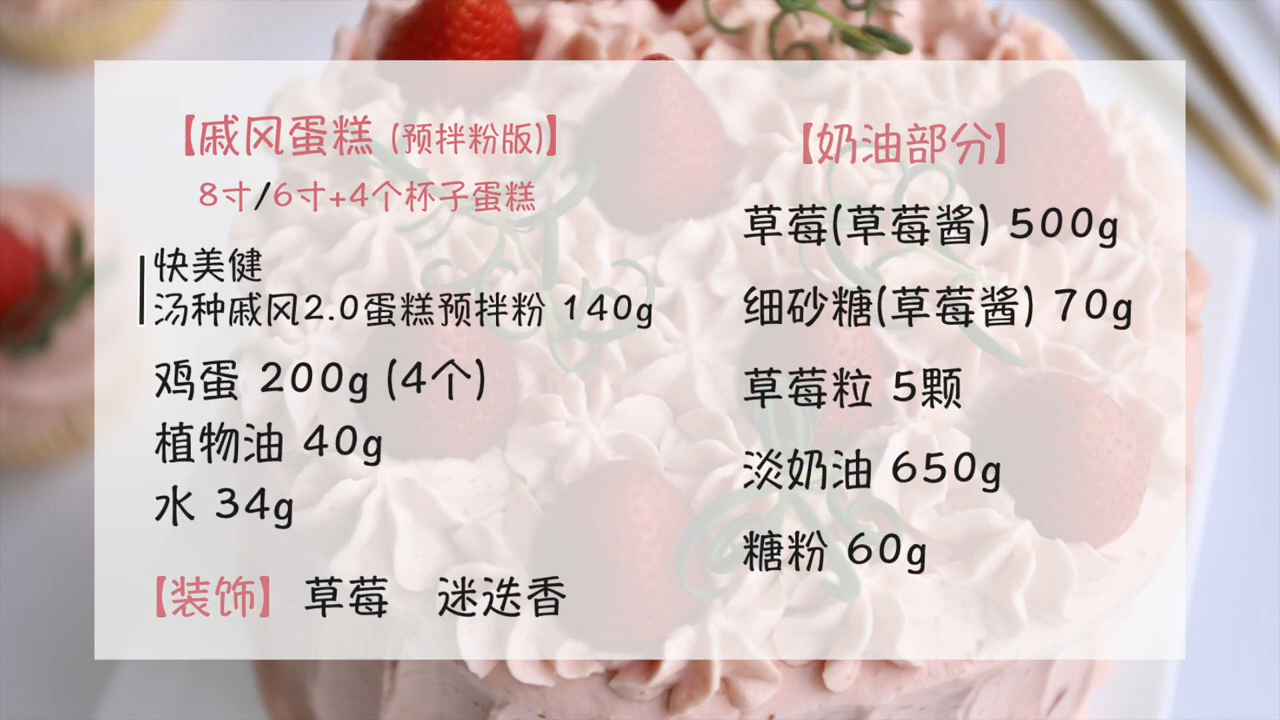 【戚风蛋糕 (预拌粉版)】
8寸/6寸+4个杯子蛋糕
快美健
汤种戚风2.0蛋糕预拌粉 140g
鸡蛋 200g (4个)
植物油 40g
水 34g
【装饰】 草莓 迷迭香
【奶油部分】
草莓(草莓酱) 500g
细砂糖(草莓酱) 70g
草莓粒 5颗
淡奶油 650g
糖粉 60g